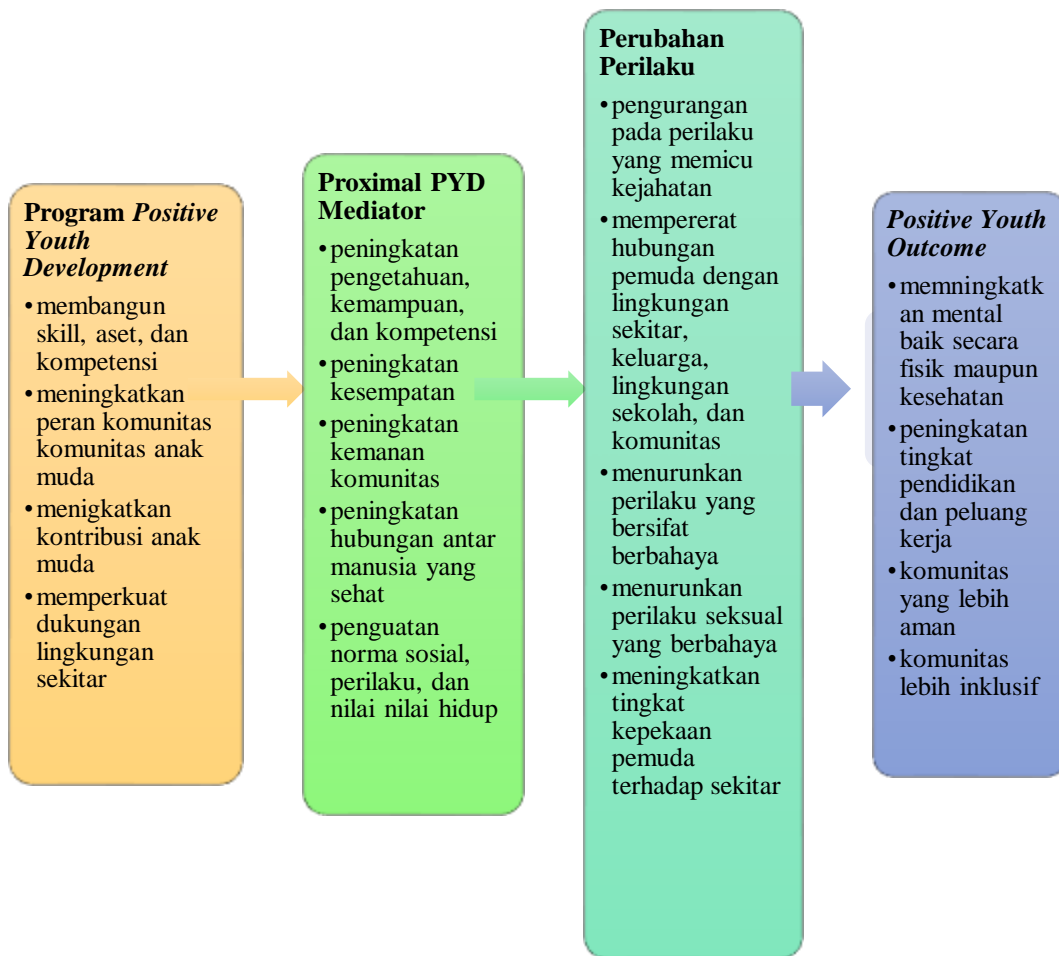 Program Positive
Youth
Development
•membangun
skill, aset, dan
kompetensi
•meningkatkan
peran komunitas
komunitas anak
muda
•menigkatkan
kontribusi anak
muda
•memperkuat
dukungan
lingkungan
sekitar
Proximal PYD
Mediator
•peningkatan
pengetahuan,
kemampuan,
dan kompetensi
•peningkatan
kesempatan
•peningkatan
kemanan
komunitas
•peningkatan
hubungan antar
manusia yang
sehat
•penguatan
norma sosial,
perilaku, dan
nilai nilai hidup
Perubahan
Perilaku
•pengurangan
pada perilaku
yang memicu
kejahatan
•mempererat
hubungan
pemuda dengan
lingkungan
sekitar,
keluarga,
lingkungan
sekolah, dan
komunitas
•menurunkan
perilaku yang
bersifat
berbahaya
•menurunkan
perilaku seksual
yang berbahaya
•meningkatkan
tingkat
kepekaan
pemuda
terhadap sekitar
Positive Youth
Outcome
•memningkatk
an mental
baik secara
fisik maupun
kesehatan
•peningkatan
tingkat
pendidikan
dan peluang
kerja
•komunitas
yang lebih
aman
•komunitas
lebih inklusif